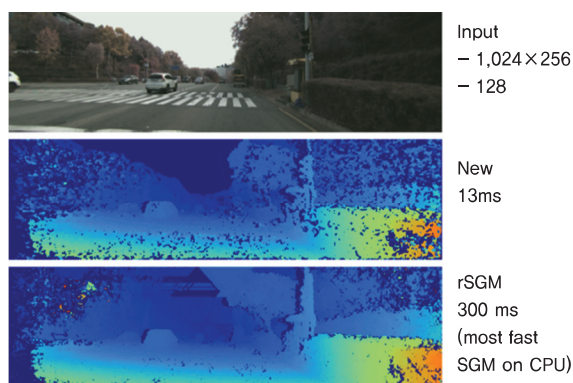 Input
– 1,024×256
– 128
New
13ms
rSGM
300 ms
(most fast
SGM on CPU)